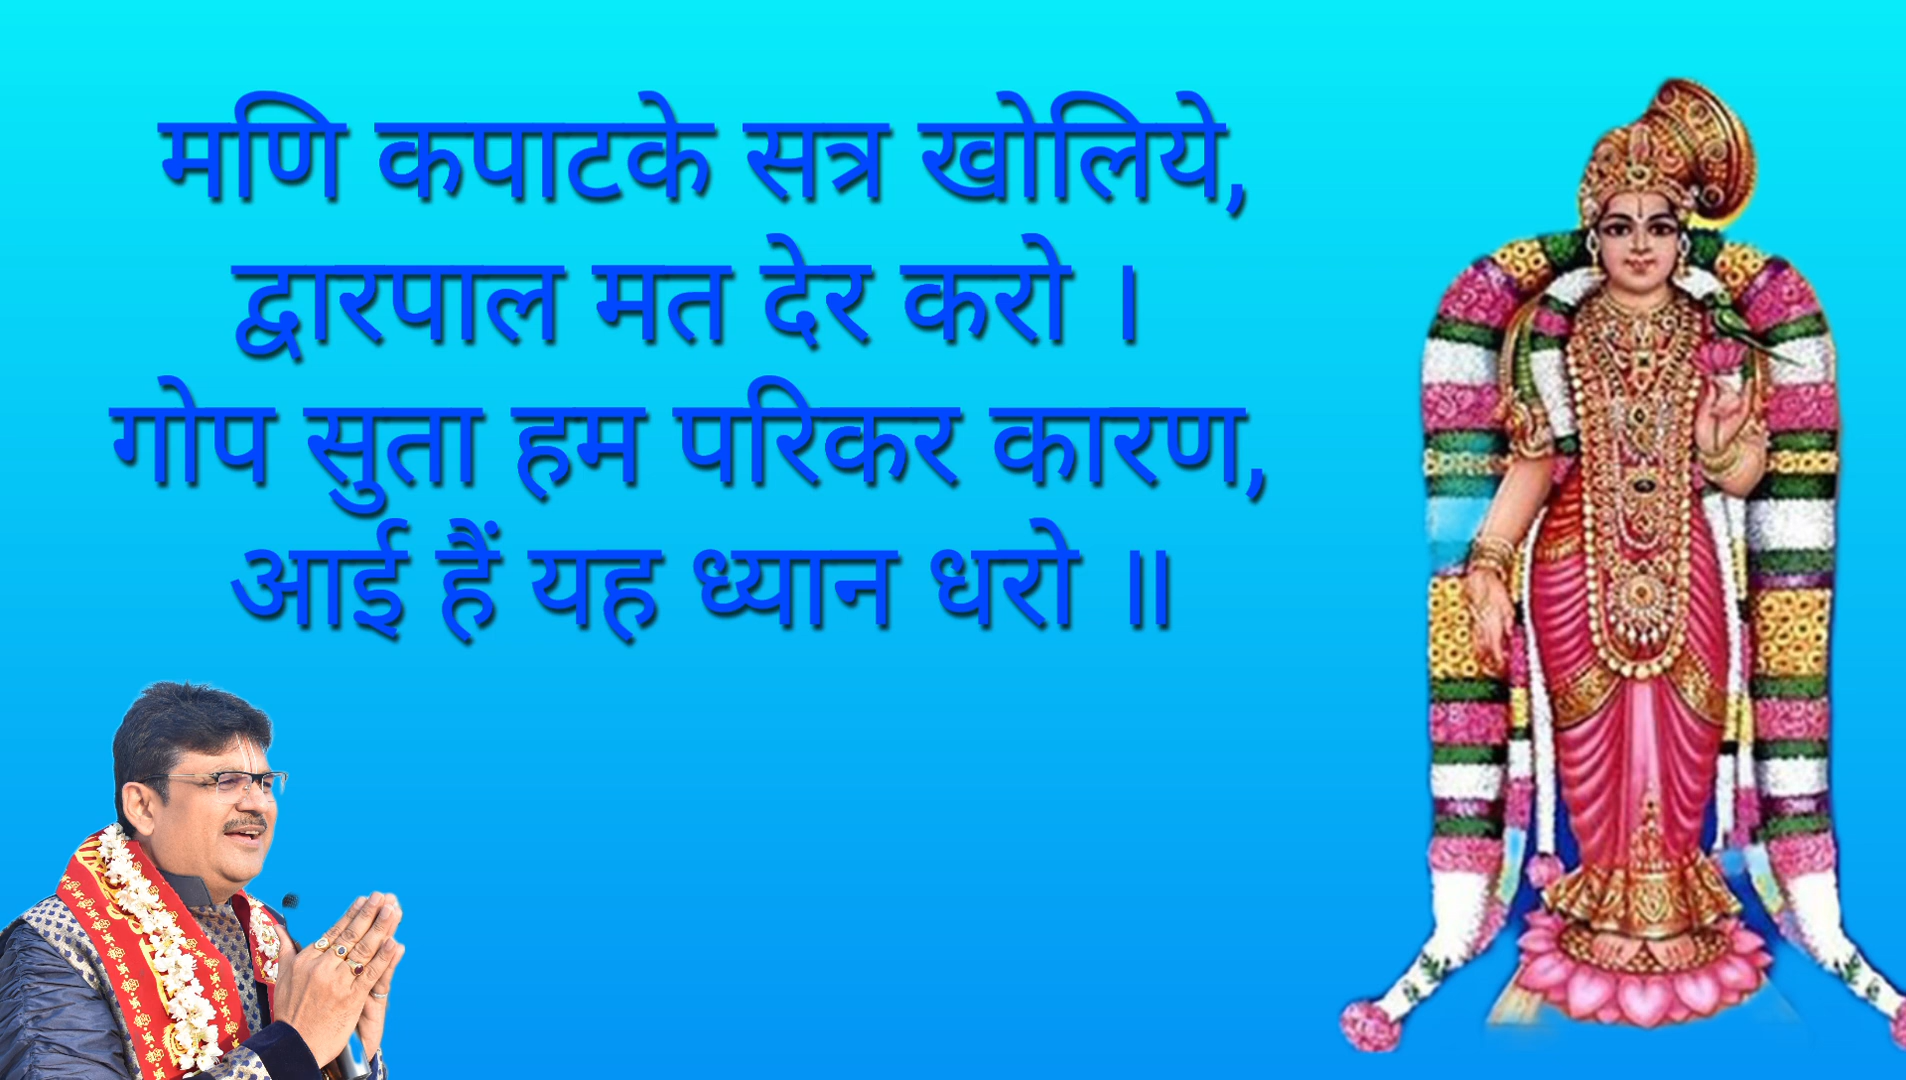 मणि कपाटके सत्र खोलिये,
द्वारपाल मत देर करो ।
गोप सुता हम परिकर कारण,
आई हैं यह ध्यान धरो ॥